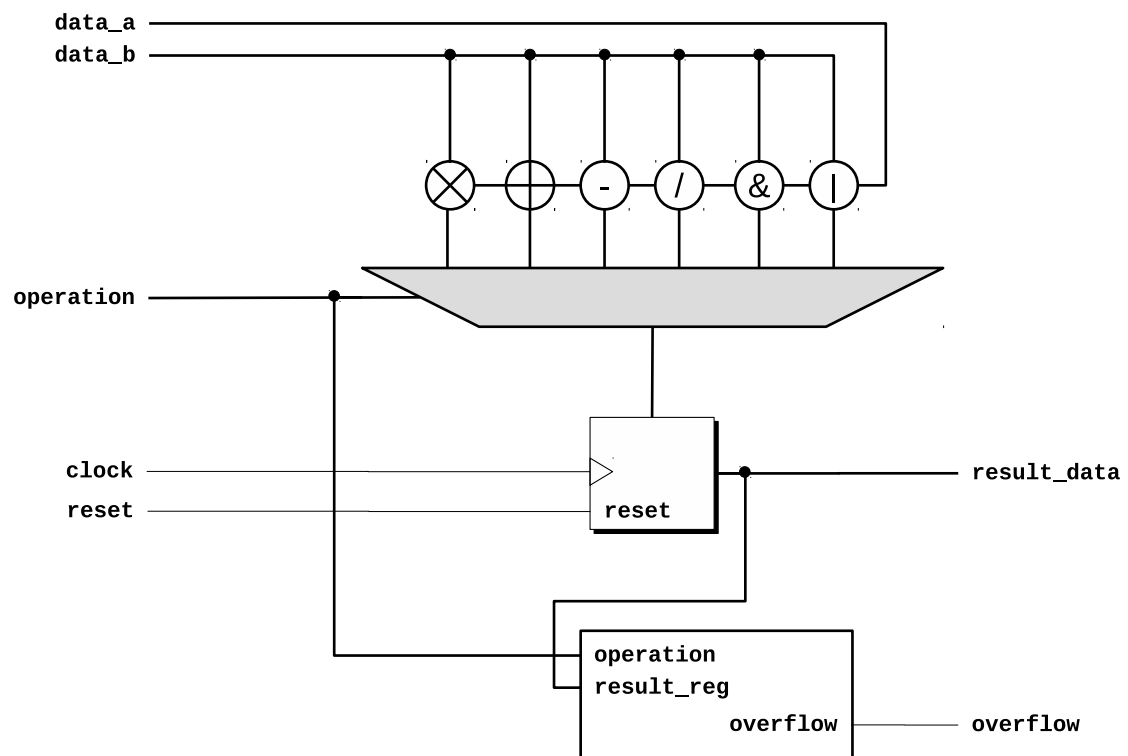 data_a
data_b
- / & |
operation
clock
result_data
reset
reset
operation
result_reg
overflow
overflow